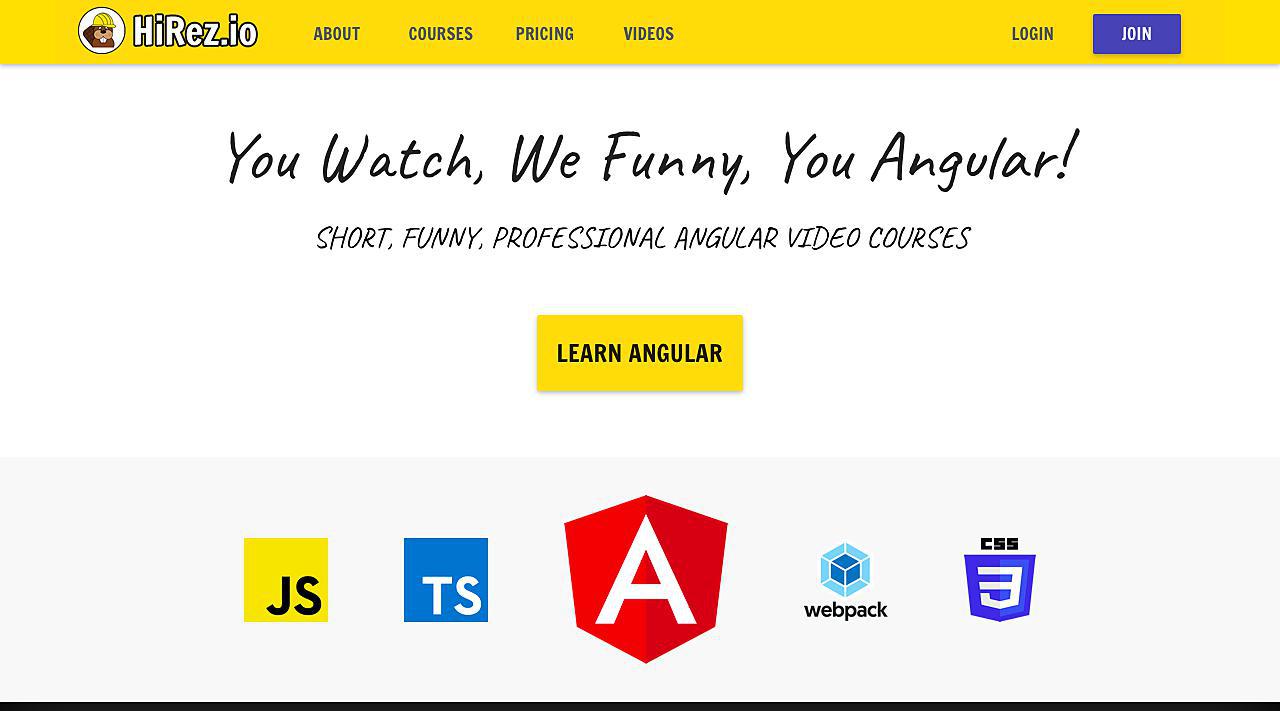 HiRez.io
ABOUT
COURSES
PRICING
VIDEOS
LOGIN
JOIN
You Watch, We Funny, You Angular!
SHORT, FUNNY, PROFESSIONAL ANGULAR VIDEO COURSES
LEARN ANGULAR
JS
TS
A
webpack
CSS
3